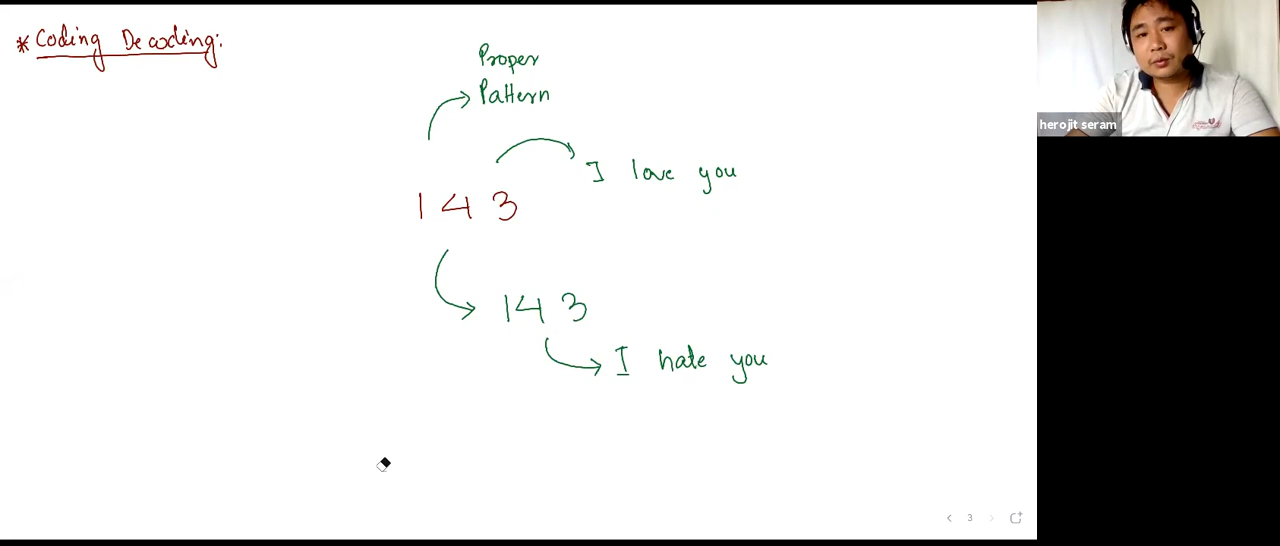 * Coding Decoding:
Proper
Pattern
I love you
143
143
I hate you
herojit seram
3